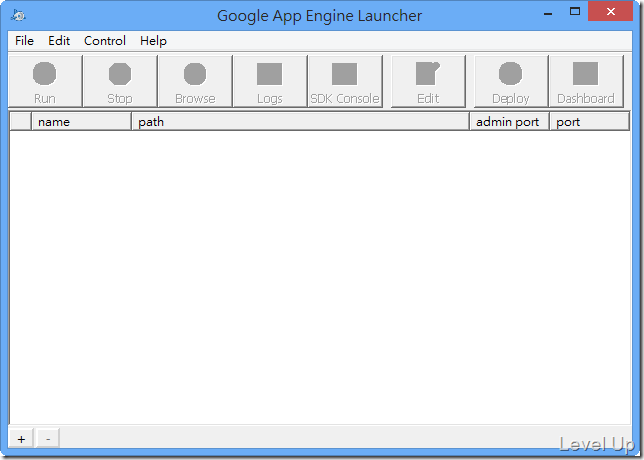 Google App Engine Launcher
File Edit Control Help
Run Stop Browse Logs SDK Console Edit Deploy Dashboard
name path admin port port
+ -
Level Up